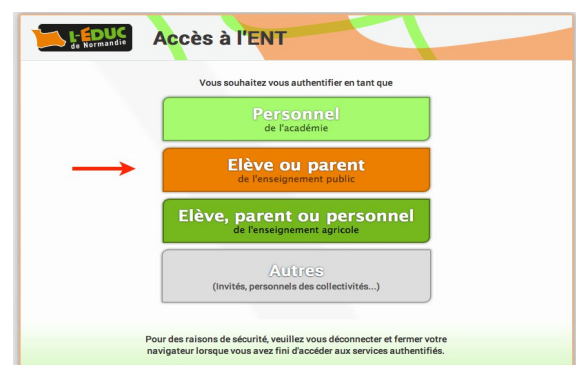 L'EDUC
de Normandie
Accès à l'ENT
Vous souhaitez vous authentifier en tant que
Personnel
de l'académie
Elève ou parent
de l'enseignement public
Elève, parent ou personnel
de l'enseignement agricole
Autres
(Invités, personnels des collectivités...)
Pour des raisons de sécurité, veuillez vous déconnecter et fermer votre
navigateur lorsque vous avez fini d'accéder aux services authentifiés.